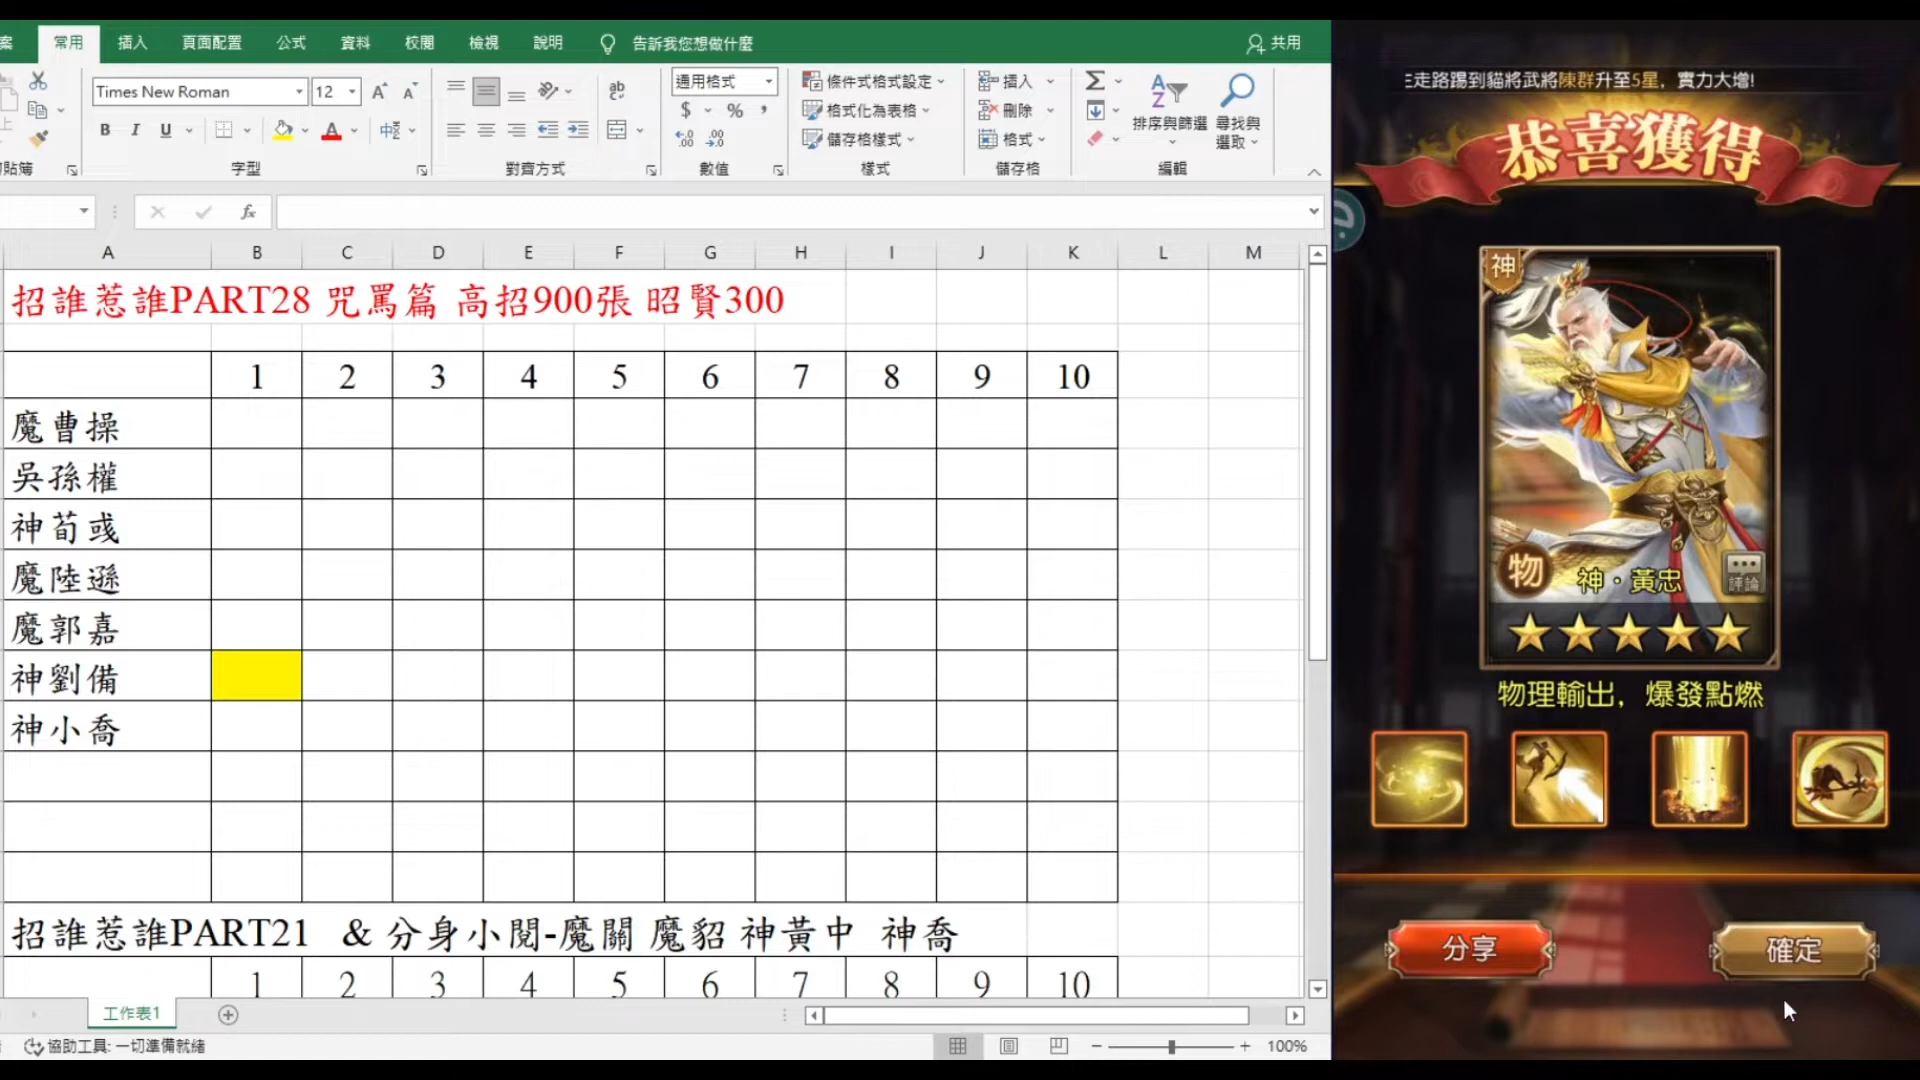 案 常用 插入 頁面配置 公式 資料 校閱 檢視 說明 告訴我您想做什麼 共用
Times New Roman 12
通用格式
條件式格式設定
格式化為表格
儲存格樣式
插入
刪除
格式
排序與篩選
尋找與
選取
B I U
$ % ,
剪貼簿 字型 對齊方式 數值 樣式 儲存格 編輯
fx
A B C D E F G H I J K L M
招誰惹誰PART28 咒罵篇 高招900張 昭賢300
1 2 3 4 5 6 7 8 9 10
魔曹操
吳孫權
神荀彧
魔陸遜
魔郭嘉
神劉備
神小喬
招誰惹誰PART21 & 分身小閱-魔關 魔貂 神黃中 神喬
1 2 3 4 5 6 7 8 9 10
工作表1
協助工具: 一切準備就緒
100%
走路踢到貓將武將陳群升至5星，實力大增!
恭喜獲得
神
物
神·黃忠
評論
物理輸出，爆發點燃
分享
確定